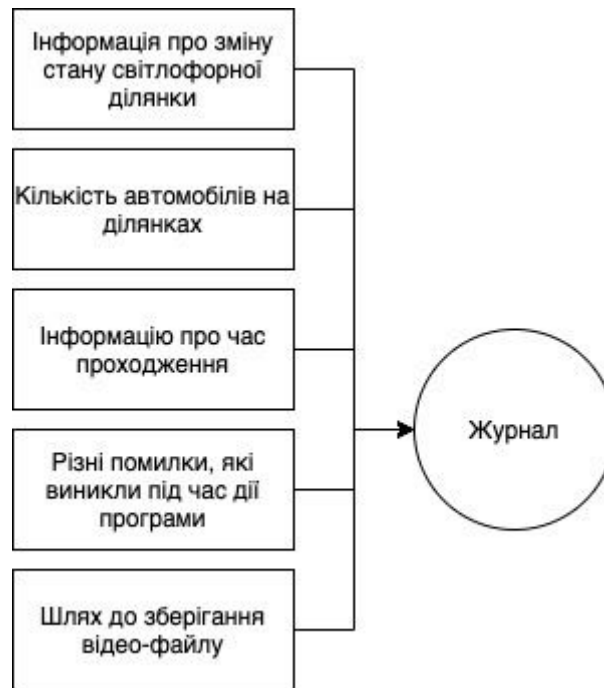 Інформація про зміну
стану світлофорної
ділянки
Кількість автомобілів на
ділянках
Інформацію про час
проходження
Різні помилки, які
виникли під час дії
програми
Шлях до зберігання
відео-файлу
Журнал